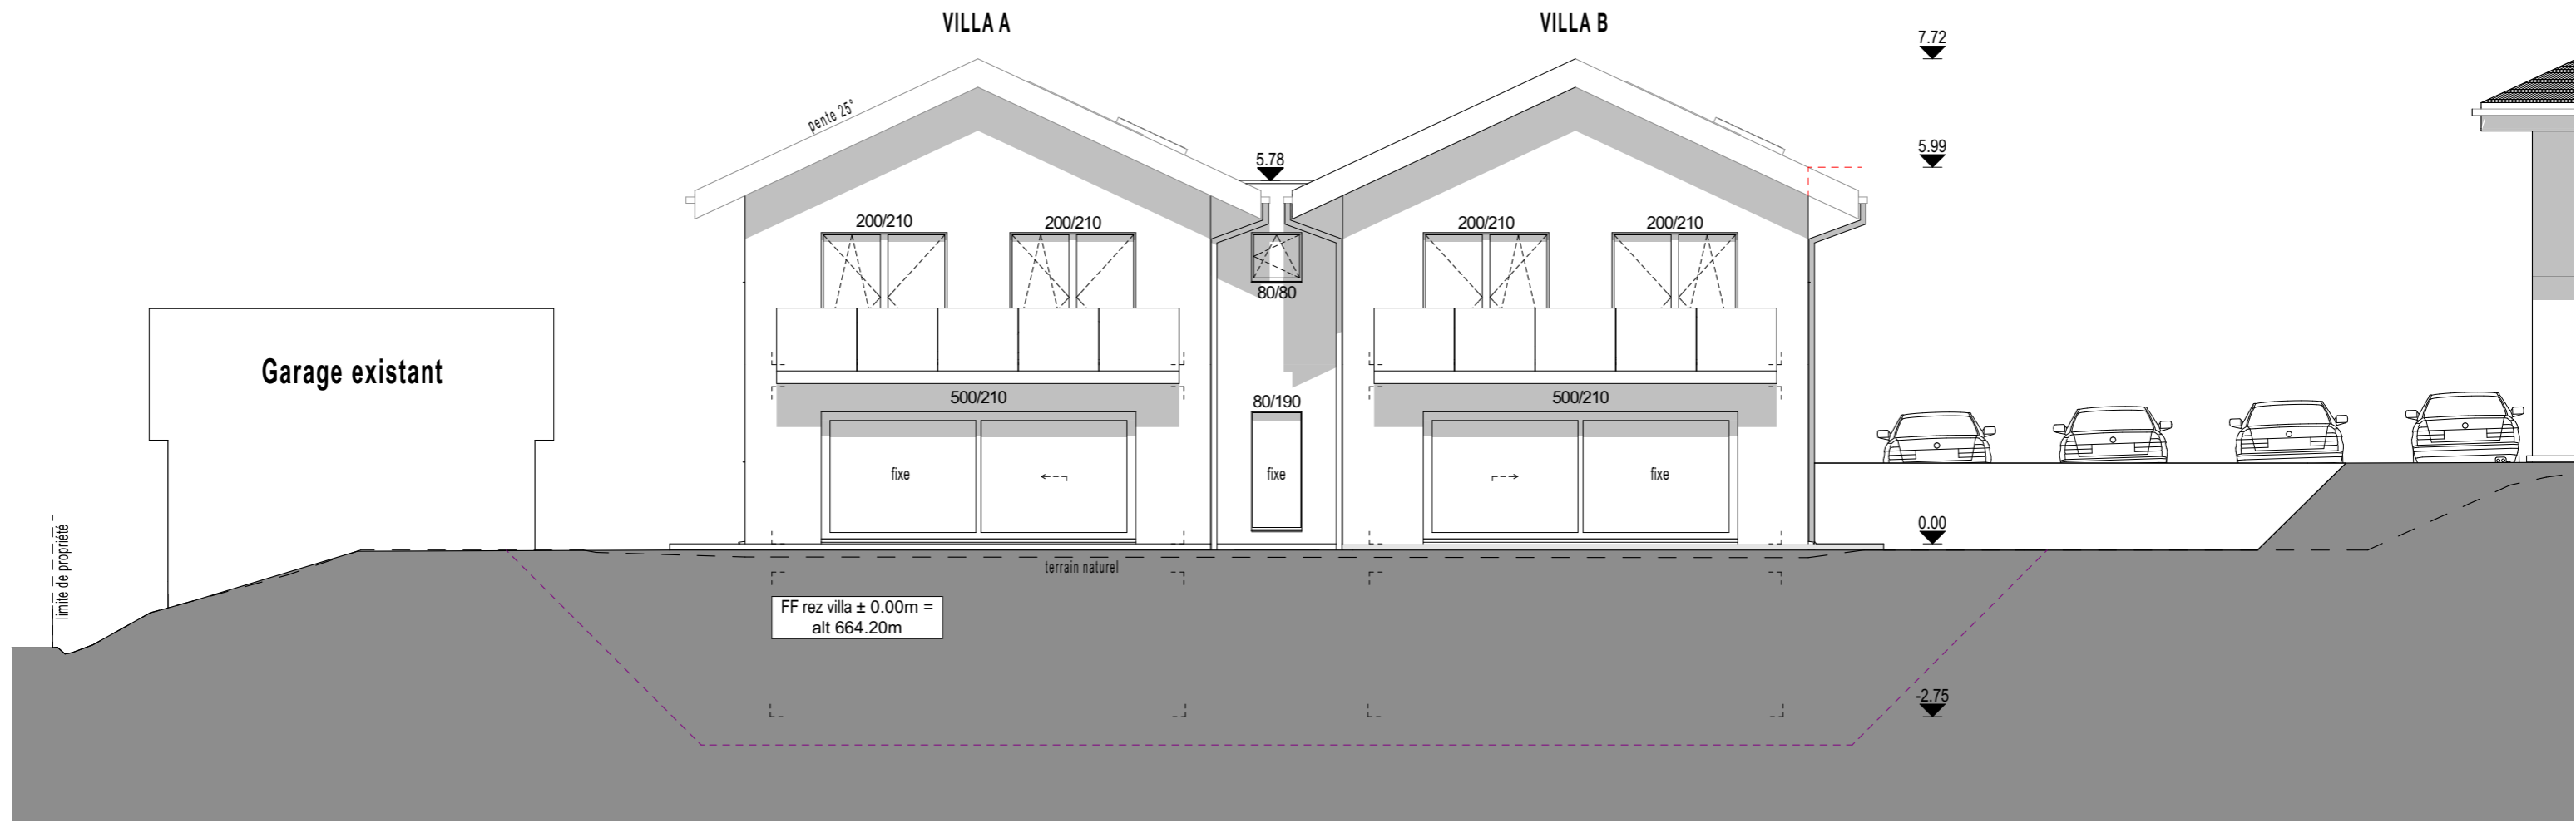 VILLA A
VILLA B
7.72
pente 25°
5.78
5.99
200/210
200/210
200/210
200/210
80/80
Garage existant
500/210
80/190
500/210
fixe
fixe
fixe
limite de propriété
0.00
terrain naturel
FF rez villa ± 0.00m =
alt 664.20m
-2.75